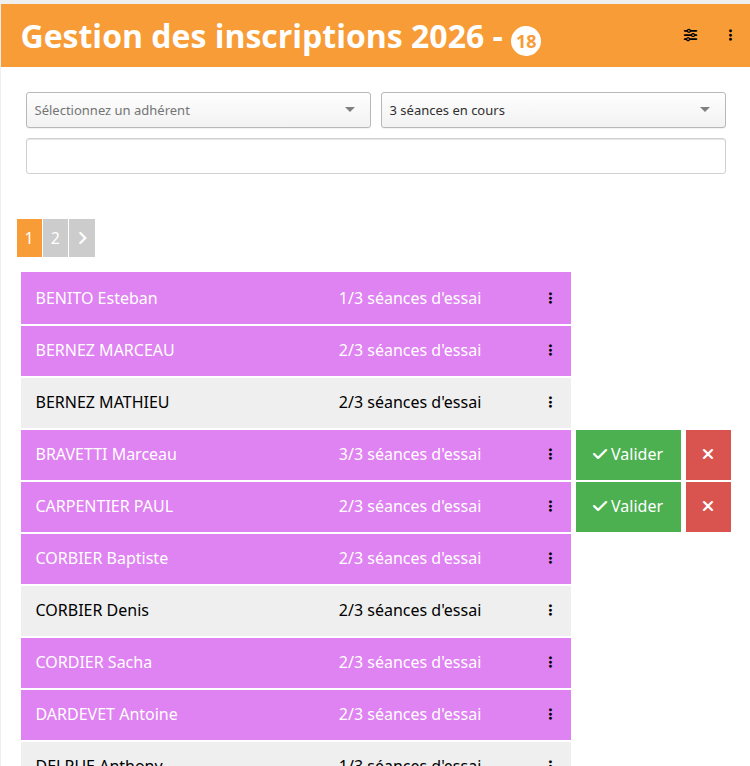 Gestion des inscriptions 2026 - 18
Sélectionnez un adhérent
3 séances en cours
1 2
BENITO Esteban 1/3 séances d'essai
BERNEZ MARCEAU 2/3 séances d'essai
BERNEZ MATHIEU 2/3 séances d'essai
BRAVETTI Marceau 3/3 séances d'essai Valider
CARPENTIER PAUL 2/3 séances d'essai Valider
CORBIER Baptiste 2/3 séances d'essai
CORBIER Denis 2/3 séances d'essai
CORDIER Sacha 2/3 séances d'essai
DARDEVET Antoine 2/3 séances d'essai
Anthony 1/3 séances d'essai